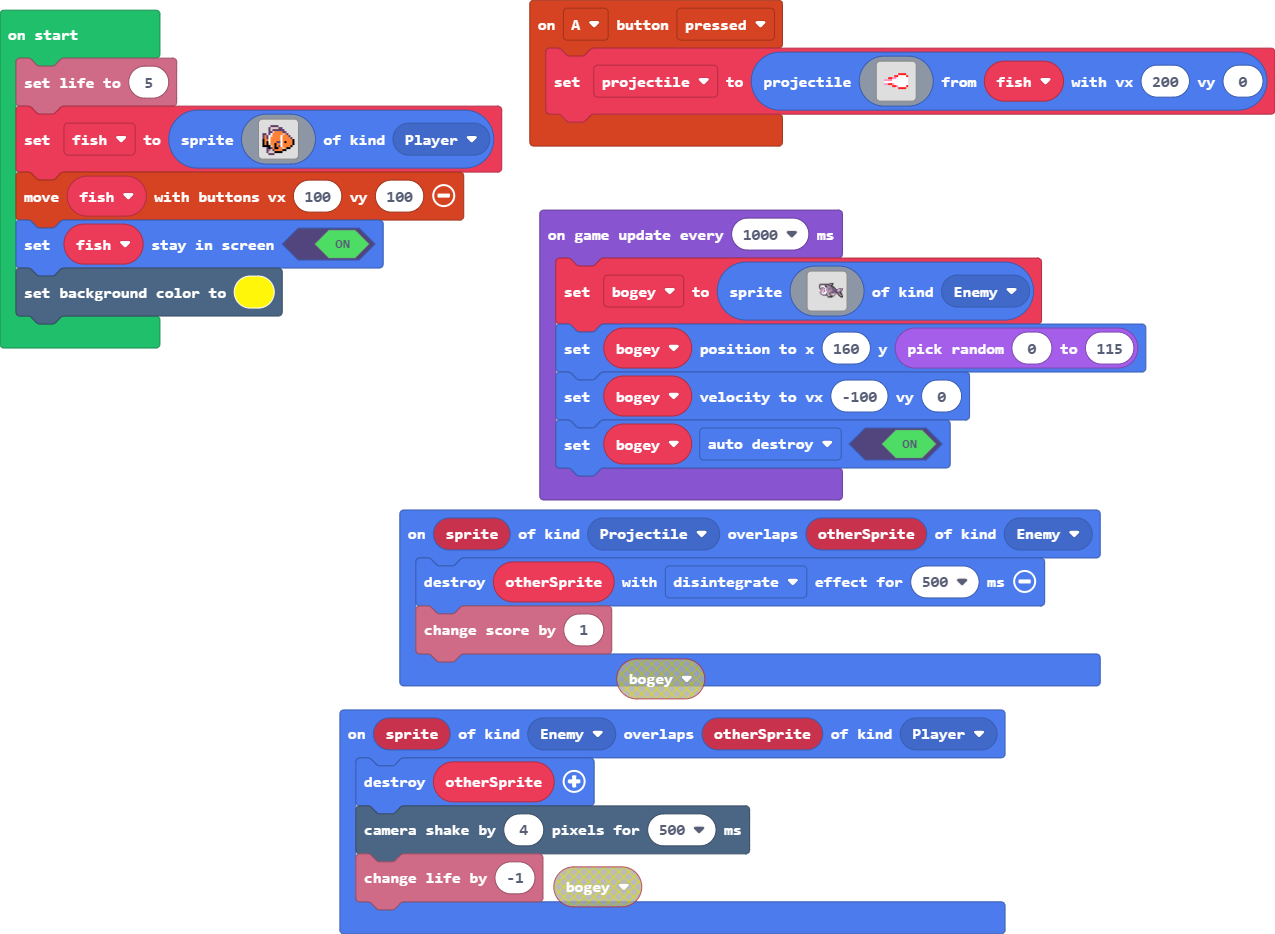 on start
set life to 5
set fish to sprite of kind Player
move fish with buttons vx 100 vy 100
set fish stay in screen ON
set background color to
on A button pressed
set projectile to projectile from fish with vx 200 vy 0
on game update every 1000 ms
set bogey to sprite of kind Enemy
set bogey position to x 160 y pick random 0 to 115
set bogey velocity to vx -100 vy 0
set bogey auto destroy ON
on sprite of kind Projectile overlaps otherSprite of kind Enemy
destroy otherSprite with disintegrate effect for 500 ms
change score by 1
bogey
on sprite of kind Enemy overlaps otherSprite of kind Player
destroy otherSprite
camera shake by 4 pixels for 500 ms
change life by -1
bogey